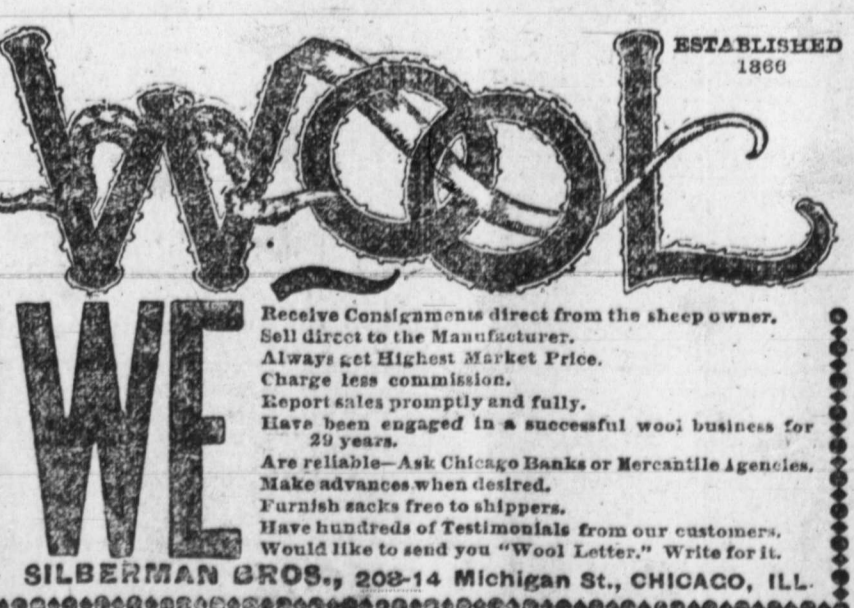 WOOL
ESTABLISHED
1866
WE
Receive Consignments direct from the sheep owner.
Sell direct to the Manufacturer.
Always get Highest Market Price.
Charge less commission.
Report sales promptly and fully.
Have been engaged in a successful wool business for
29 years.
Are reliable—Ask Chicago Banks or Mercantile Agencies.
Make advances when desired.
Furnish sacks free to shippers.
Have hundreds of Testimonials from our customers.
Would like to send you "Wool Letter." Write for it.
SILBERMAN BROS., 208-14 Michigan St., CHICAGO, ILL.